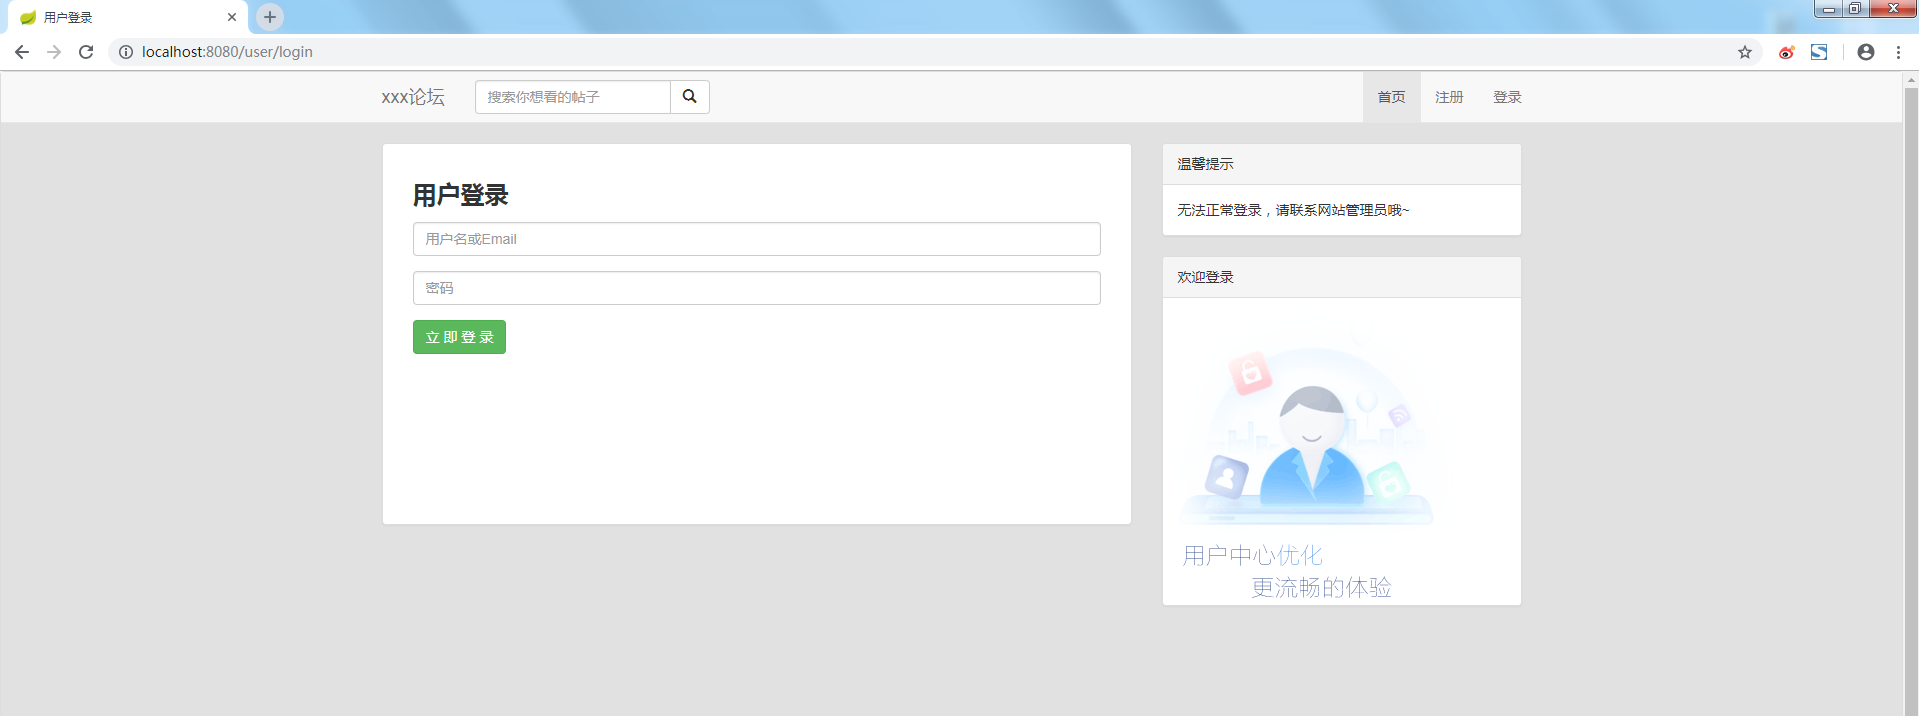 用户登录
localhost:8080/user/login
xxx论坛
搜索你想看的帖子
首页
注册
登录
用户登录
用户名或Email
密码
立 即 登 录
温馨提示
无法正常登录，请联系网站管理员哦~
欢迎登录
用户中心优化
更流畅的体验